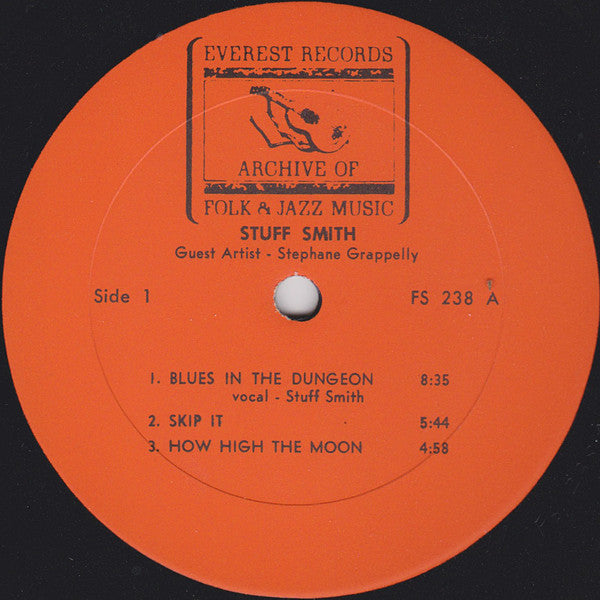 EVEREST RECORDS
ARCHIVE OF
FOLK & JAZZ MUSIC
STUFF SMITH
Guest Artist - Stephane Grappelly
Side 1 FS 238 A
1. BLUES IN THE DUNGEON 8:35
vocal - Stuff Smith
2. SKIP IT 5:44
3. HOW HIGH THE MOON 4:58